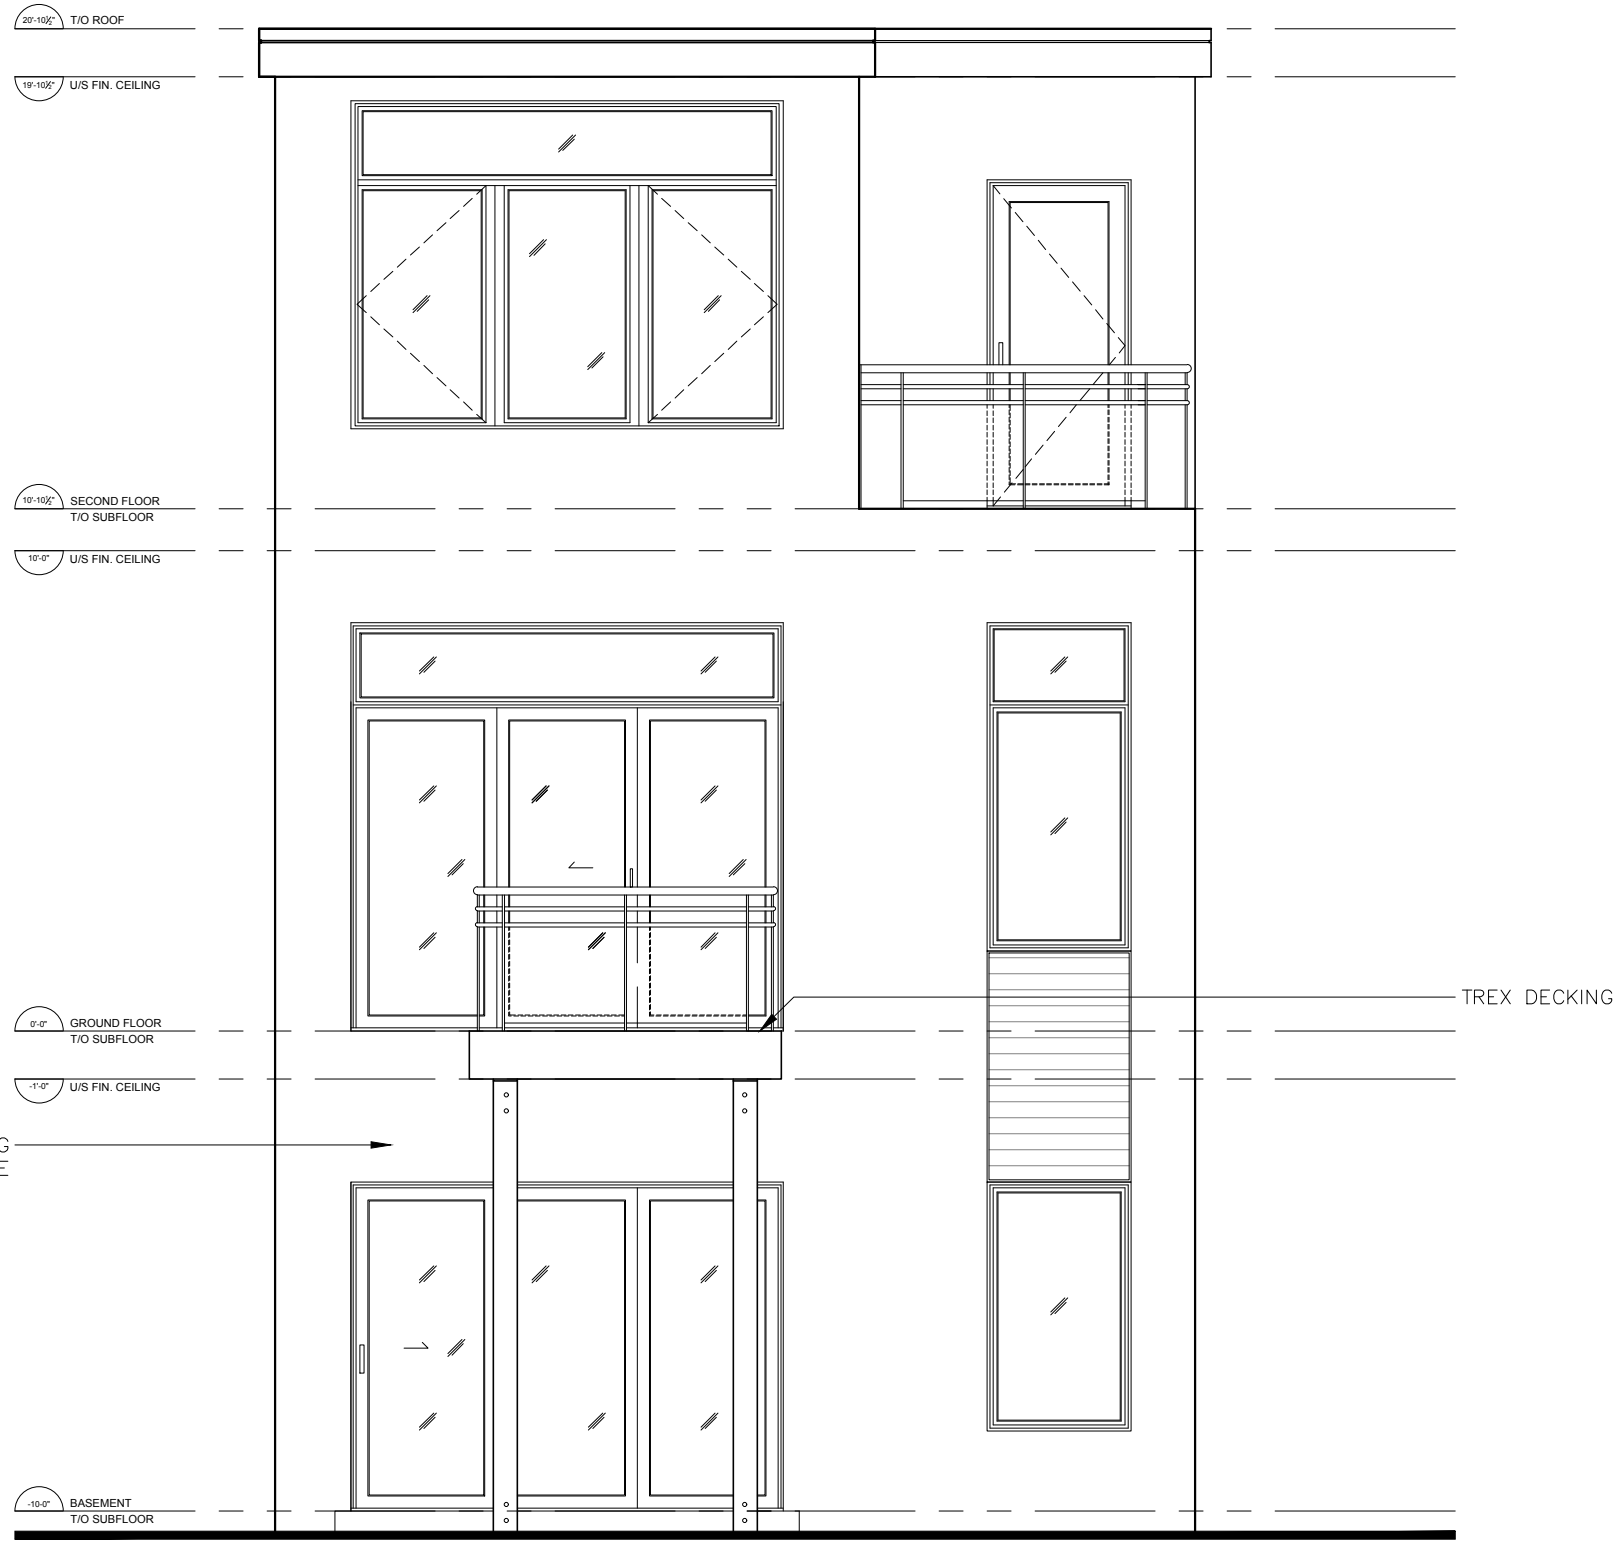 20'-10½" T/O ROOF
19'-10½" U/S FIN. CEILING
10'-10½" SECOND FLOOR
T/O SUBFLOOR
10'-0" U/S FIN. CEILING
TREX DECKING
0'-0" GROUND FLOOR
T/O SUBFLOOR
-1'-0" U/S FIN. CEILING
G
-10-0" BASEMENT
T/O SUBFLOOR